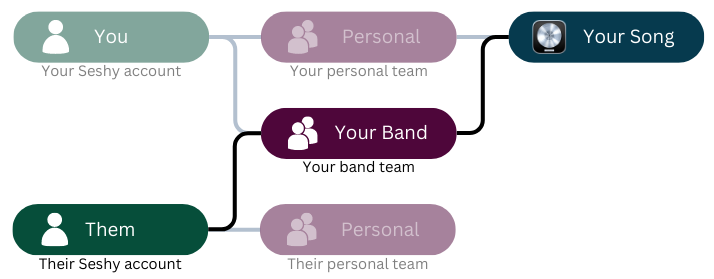 You
Your Seshy account
Personal
Your personal team
Your Song
Your Band
Your band team
Them
Their Seshy account
Personal
Their personal team